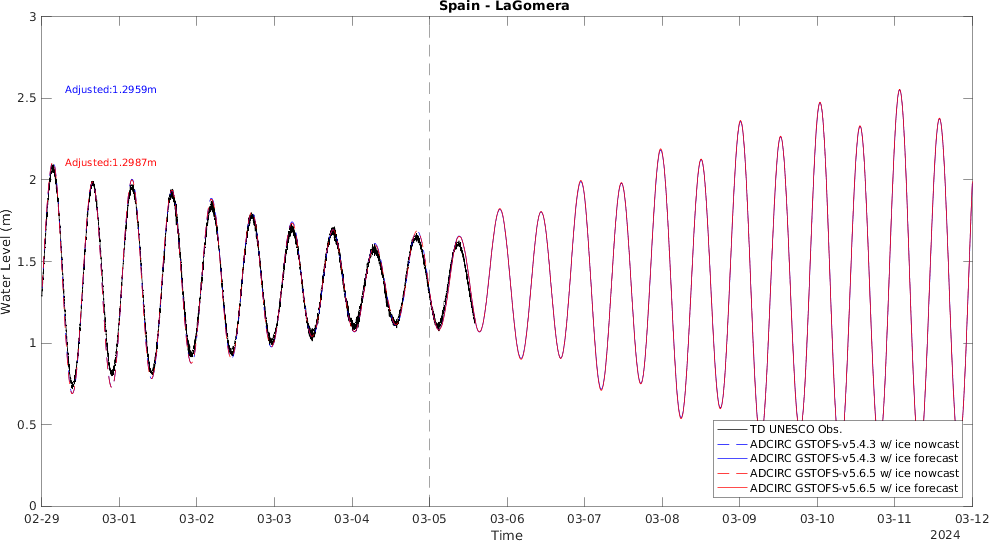 Spain - LaGomera
3
2.5
2
1.5
1
0.5
0
Water Level (m)
Adjusted:1.2959m
Adjusted:1.2987m
TD UNESCO Obs.
ADCIRC GSTOFS-v5.4.3 w/ ice nowcast
ADCIRC GSTOFS-v5.4.3 w/ ice forecast
ADCIRC GSTOFS-v5.6.5 w/ ice nowcast
ADCIRC GSTOFS-v5.6.5 w/ ice forecast
02-29 03-01 03-02 03-03 03-04 03-05 03-06 03-07 03-08 03-09 03-10 03-11 03-12
Time
2024